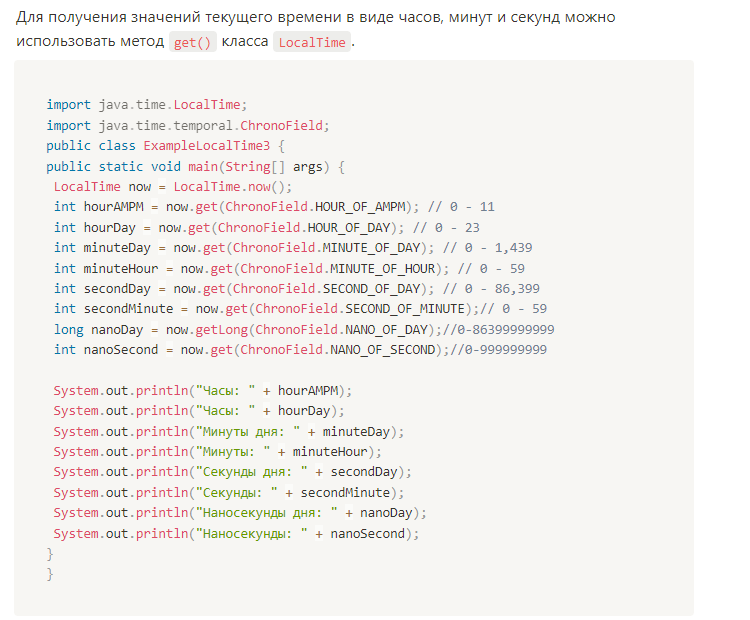 Для получения значений текущего времени в виде часов, минут и секунд можно
использовать метод get() класса LocalTime.
import java.time.LocalTime;
import java.time.temporal.ChronoField;
public class ExampleLocalTime3 {
public static void main(String[] args) {
LocalTime now = LocalTime.now();
int hourAMPM = now.get(ChronoField.HOUR_OF_AMPM); // 0 - 11
int hourDay = now.get(ChronoField.HOUR_OF_DAY); // 0 - 23
int minuteDay = now.get(ChronoField.MINUTE_OF_DAY); // 0 - 1,439
int minuteHour = now.get(ChronoField.MINUTE_OF_HOUR); // 0 - 59
int secondDay = now.get(ChronoField.SECOND_OF_DAY); // 0 - 86,399
int secondMinute = now.get(ChronoField.SECOND_OF_MINUTE);// 0 - 59
long nanoDay = now.getLong(ChronoField.NANO_OF_DAY);//0-86399999999
int nanoSecond = now.get(ChronoField.NANO_OF_SECOND);//0-999999999
System.out.println("Часы: " + hourAMPM);
System.out.println("Часы: " + hourDay);
System.out.println("Минуты дня: " + minuteDay);
System.out.println("Минуты: " + minuteHour);
System.out.println("Секунды дня: " + secondDay);
System.out.println("Секунды: " + secondMinute);
System.out.println("Наносекунды дня: " + nanoDay);
System.out.println("Наносекунды: " + nanoSecond);
}
}